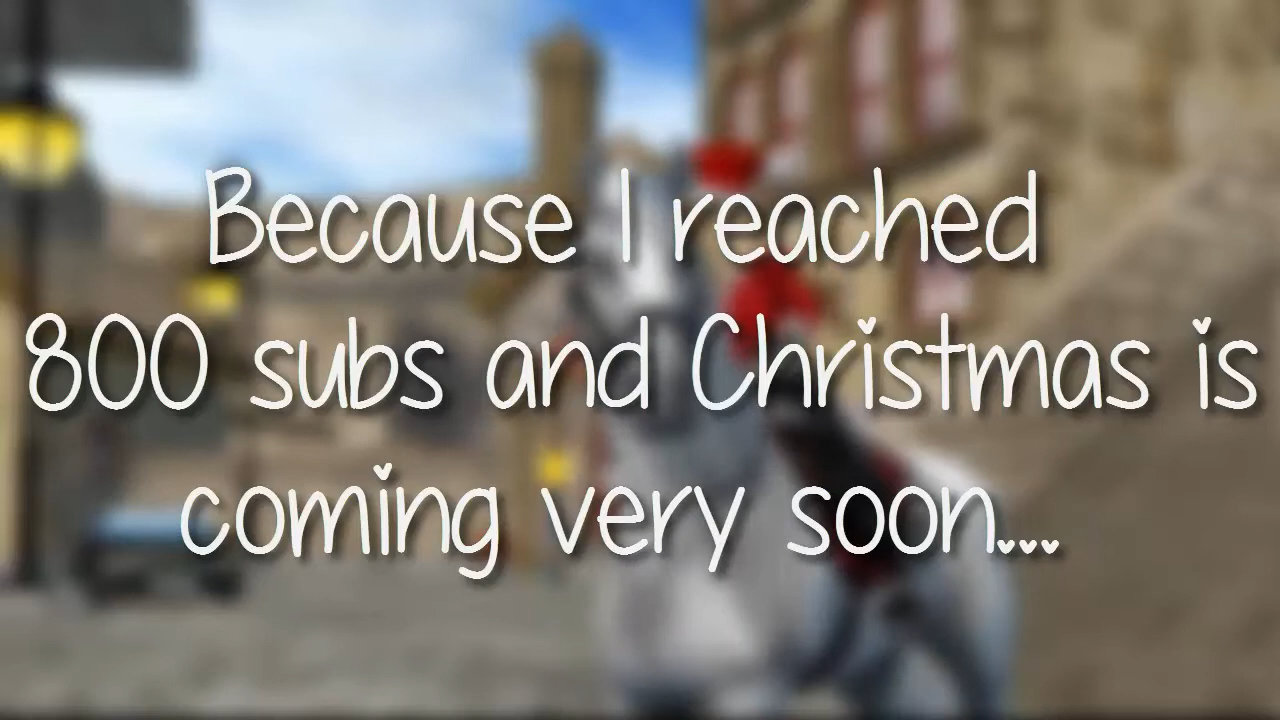 Because I reached
800 subs and Christmas is
coming very soon...